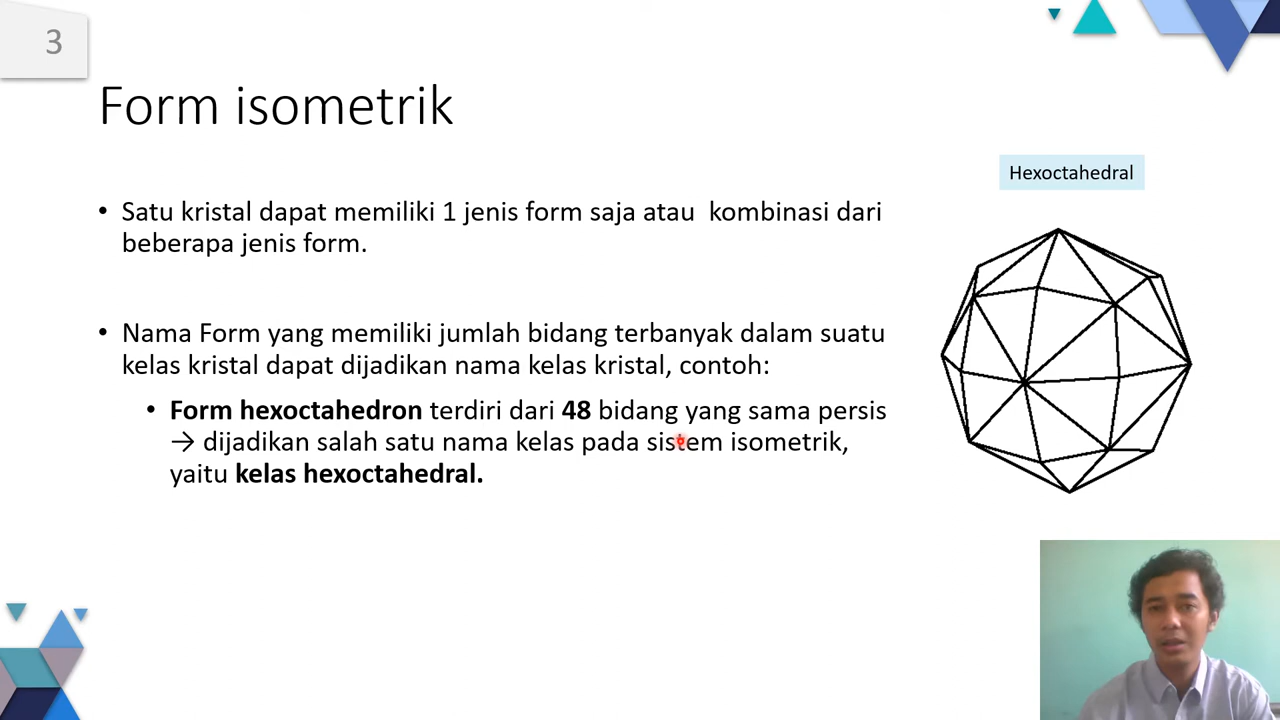 3
Form isometrik
Hexoctahedral
• Satu kristal dapat memiliki 1 jenis form saja atau kombinasi dari
beberapa jenis form.
• Nama Form yang memiliki jumlah bidang terbanyak dalam suatu
kelas kristal dapat dijadikan nama kelas kristal, contoh:
• Form hexoctahedron terdiri dari 48 bidang yang sama persis
→ dijadikan salah satu nama kelas pada sistem isometrik,
yaitu kelas hexoctahedral.